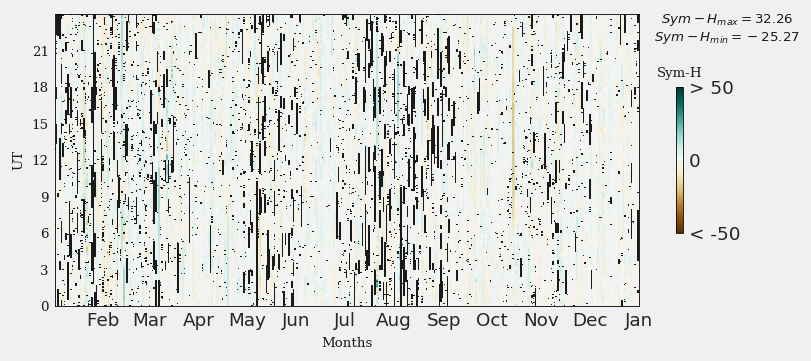 Sym−H_max = 32.26
Sym−H_min = −25.27
Sym-H
> 50
0
< -50
UT
21
18
15
12
9
6
3
0
Feb Mar Apr May Jun Jul Aug Sep Oct Nov Dec Jan
Months